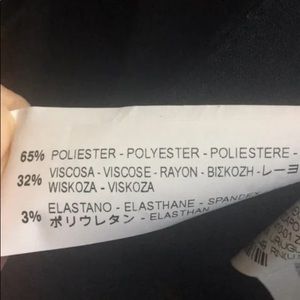 65% POLIESTER - POLYESTER - POLIESTERE -
32% VISCOSA - VISCOSE - RAYON - ΒΙΣΚΟΖΗ - レーヨ
WISKOZA - VISKOZA
3% ELASTANO - ELASTHANE - SPANDEX
ポリウレタン - ELASTHAN